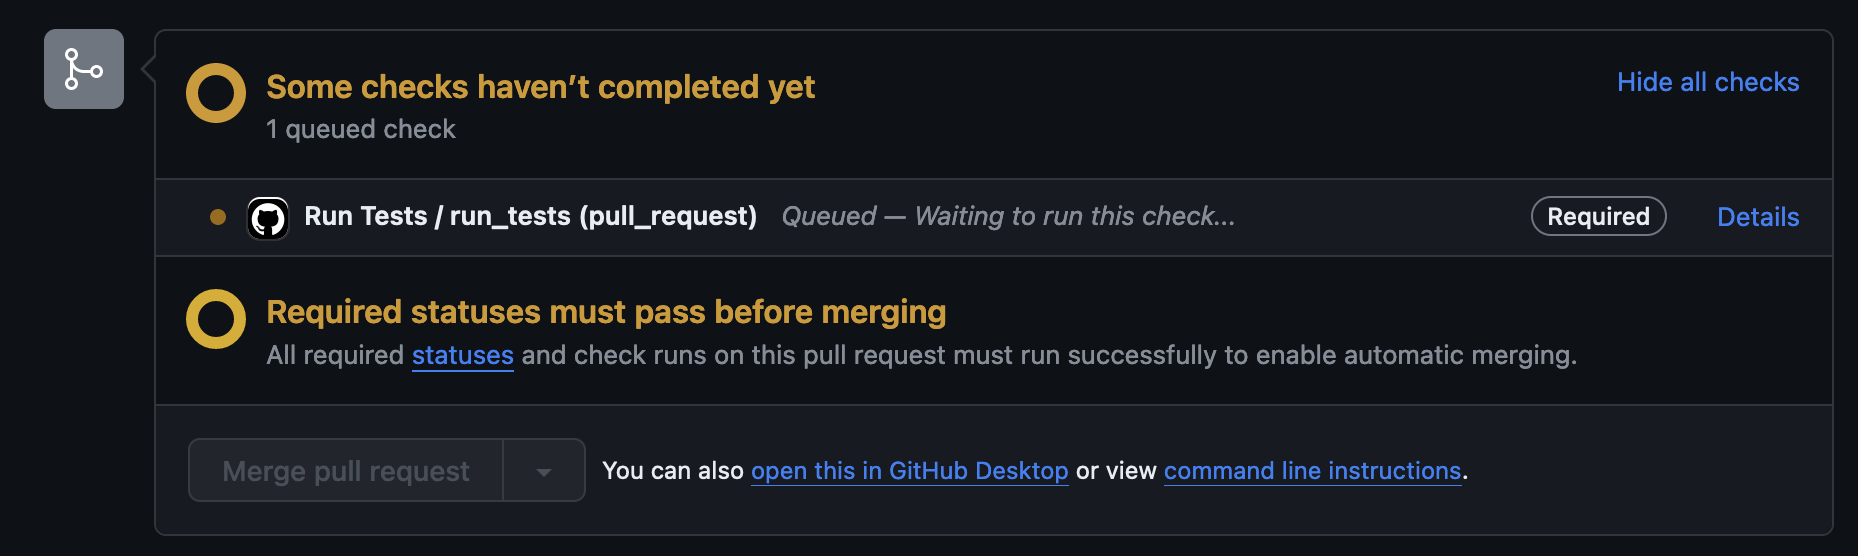 Some checks haven’t completed yet
Hide all checks
1 queued check
Run Tests / run_tests (pull_request) Queued — Waiting to run this check... Required Details
Required statuses must pass before merging
All required statuses and check runs on this pull request must run successfully to enable automatic merging.
Merge pull request You can also open this in GitHub Desktop or view command line instructions.